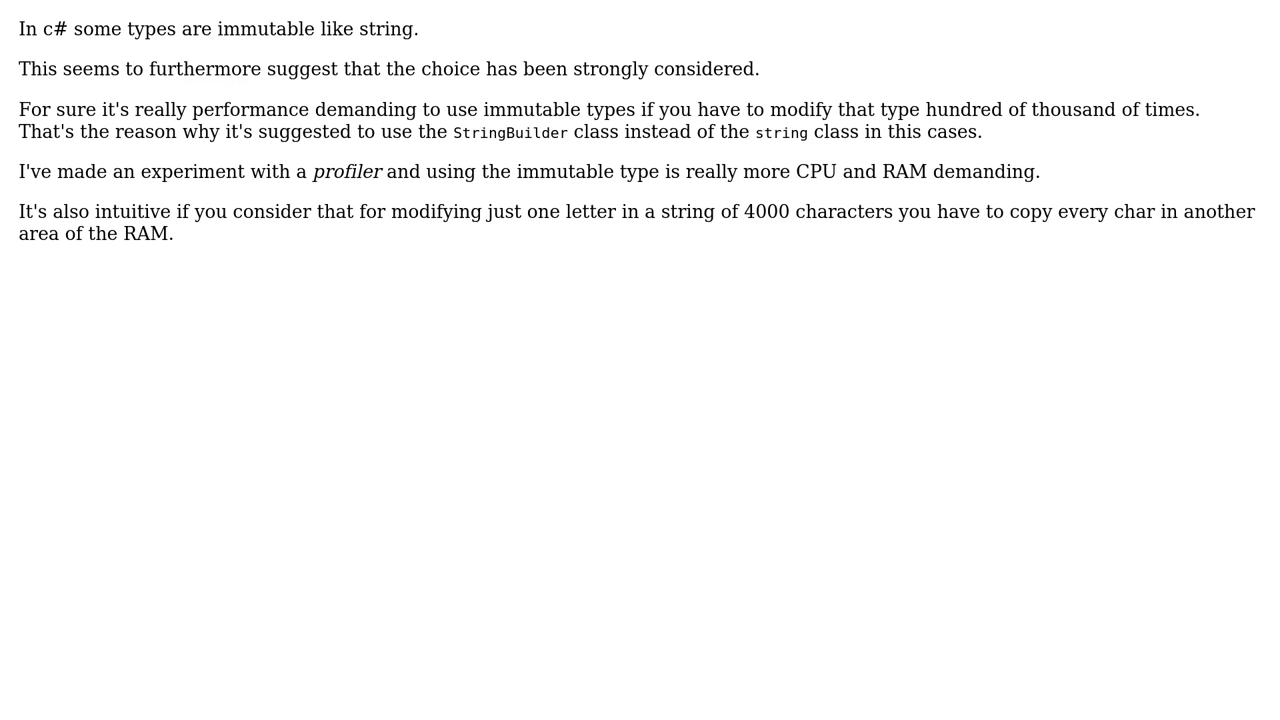 In c# some types are immutable like string.
This seems to furthermore suggest that the choice has been strongly considered.
For sure it's really performance demanding to use immutable types if you have to modify that type hundred of thousand of times.
That's the reason why it's suggested to use the StringBuilder class instead of the string class in this cases.
I've made an experiment with a profiler and using the immutable type is really more CPU and RAM demanding.
It's also intuitive if you consider that for modifying just one letter in a string of 4000 characters you have to copy every char in another
area of the RAM.